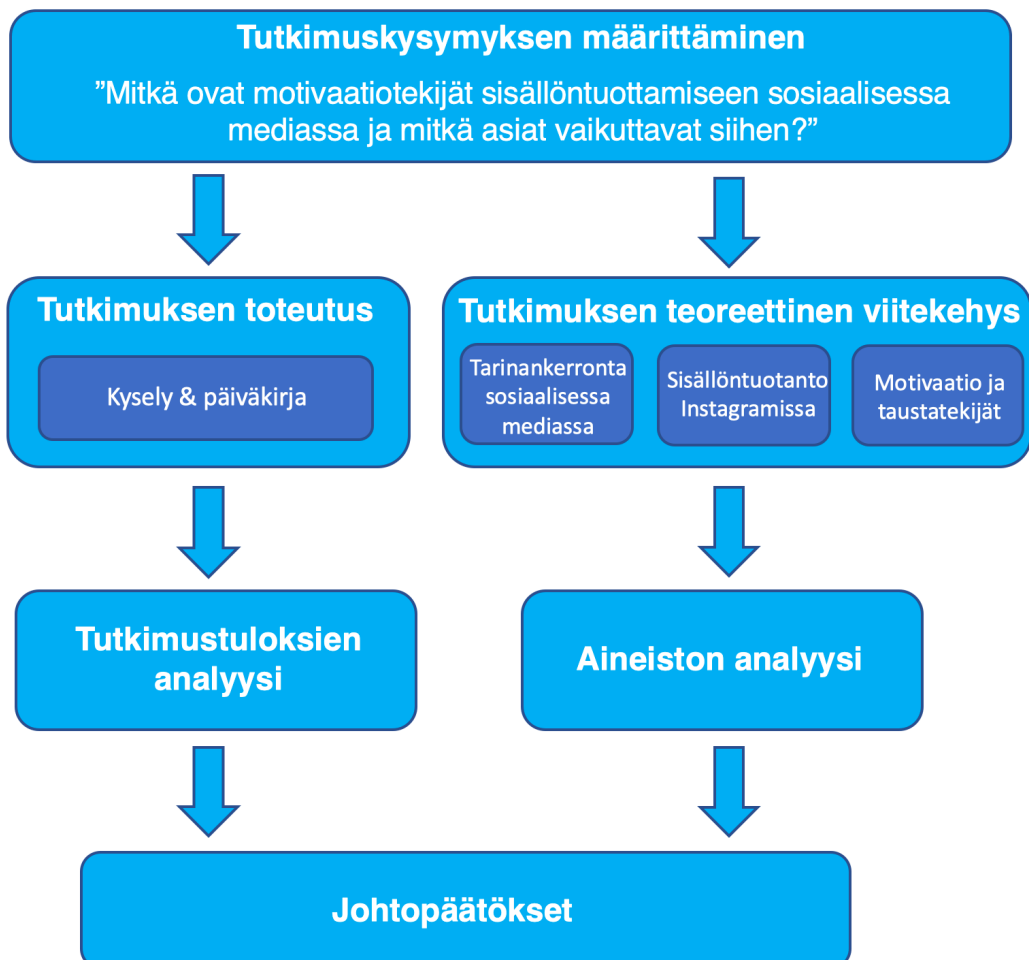 Tutkimuskysymyksen määrittäminen
”Mitkä ovat motivaatiotekijät sisällöntuottamiseen sosiaalisessa
mediassa ja mitkä asiat vaikuttavat siihen?”
Tutkimuksen toteutus
Kysely & päiväkirja
Tutkimuksen teoreettinen viitekehys
Tarinankerronta
sosiaalisessa
mediassa
Sisällöntuotanto
Instagramissa
Motivaatio ja
taustatekijät
Tutkimustuloksien
analyysi
Aineiston analyysi
Johtopäätökset